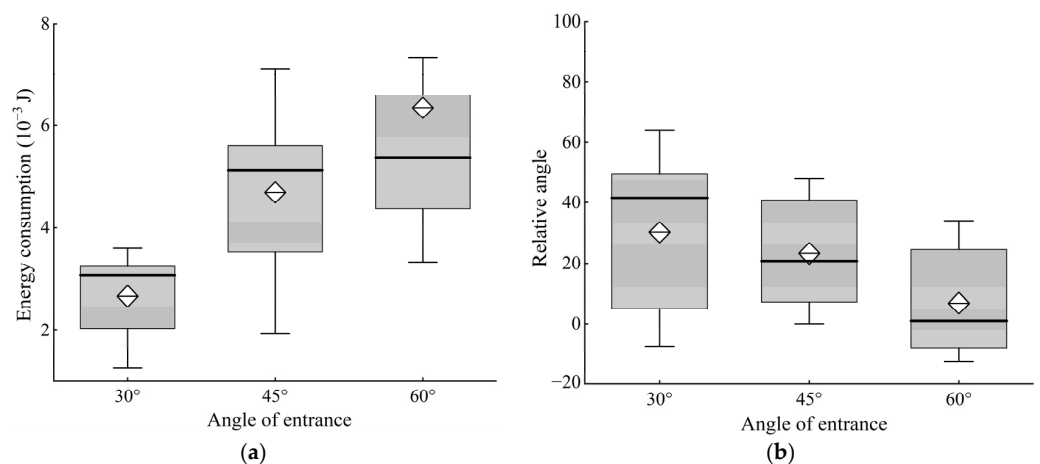 8
6
4
2
Energy consumption (10⁻³ J)
30°
45°
60°
Angle of entrance
(a)
100
80
60
40
20
0
−20
Relative angle
30°
45°
60°
Angle of entrance
(b)